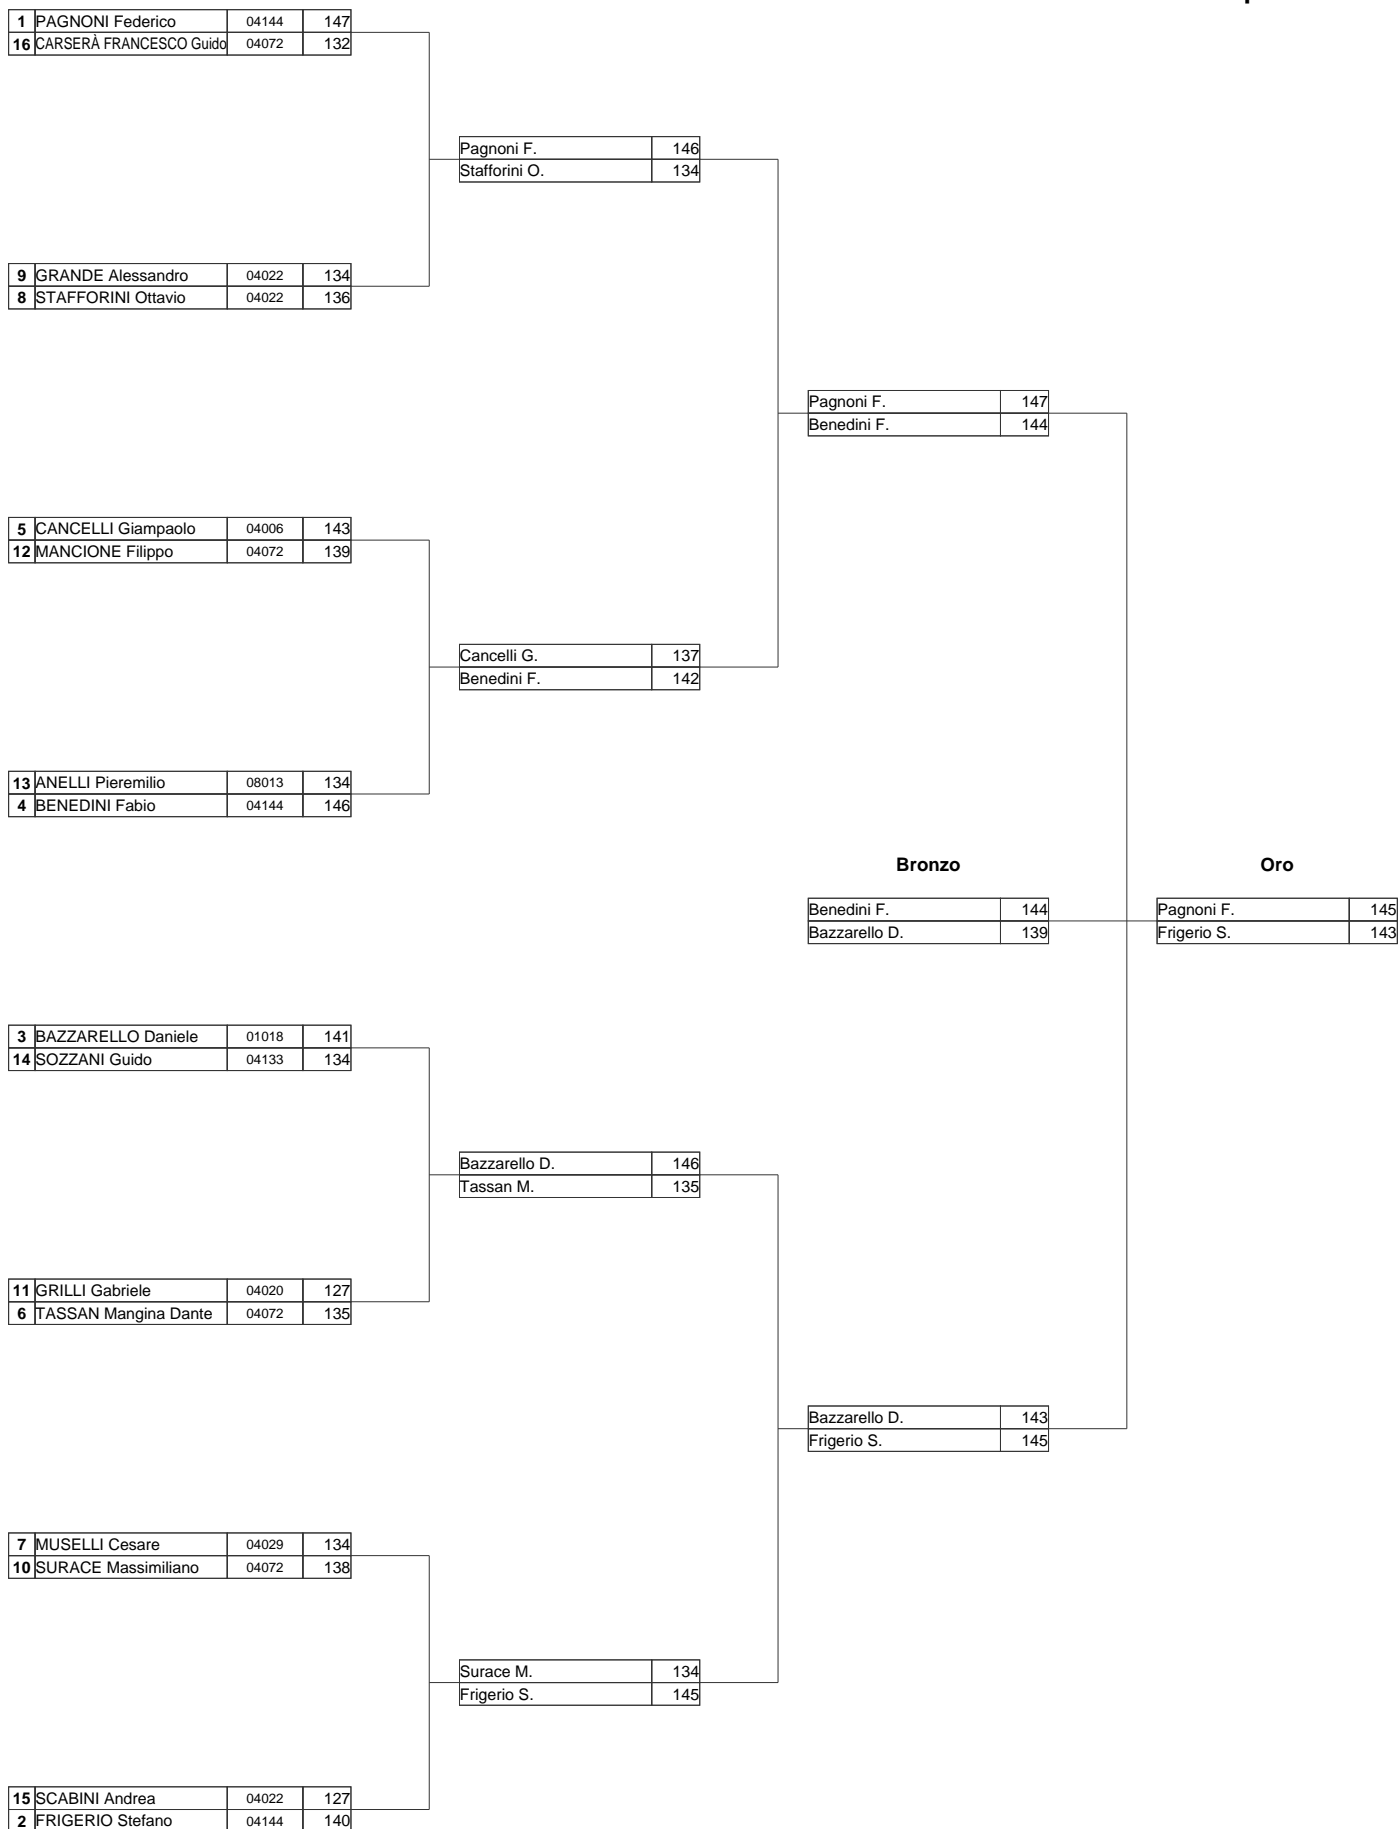 1 PAGNONI Federico 04144 147
16 CARSERÀ FRANCESCO Guido 04072 132
Pagnoni F. 146
Stafforini O. 134
9 GRANDE Alessandro 04022 134
8 STAFFORINI Ottavio 04022 136
Pagnoni F. 147
Benedini F. 144
5 CANCELLI Giampaolo 04006 143
12 MANCIONE Filippo 04072 139
Cancelli G. 137
Benedini F. 142
13 ANELLI Pieremilio 08013 134
4 BENEDINI Fabio 04144 146
Bronzo Oro
Benedini F. 144 Pagnoni F. 145
Bazzarello D. 139 Frigerio S. 143
3 BAZZARELLO Daniele 01018 141
14 SOZZANI Guido 04133 134
Bazzarello D. 146
Tassan M. 135
11 GRILLI Gabriele 04020 127
6 TASSAN Mangina Dante 04072 135
Bazzarello D. 143
Frigerio S. 145
7 MUSELLI Cesare 04029 134
10 SURACE Massimiliano 04072 138
Surace M. 134
Frigerio S. 145
15 SCABINI Andrea 04022 127
2 FRIGERIO Stefano 04144 140